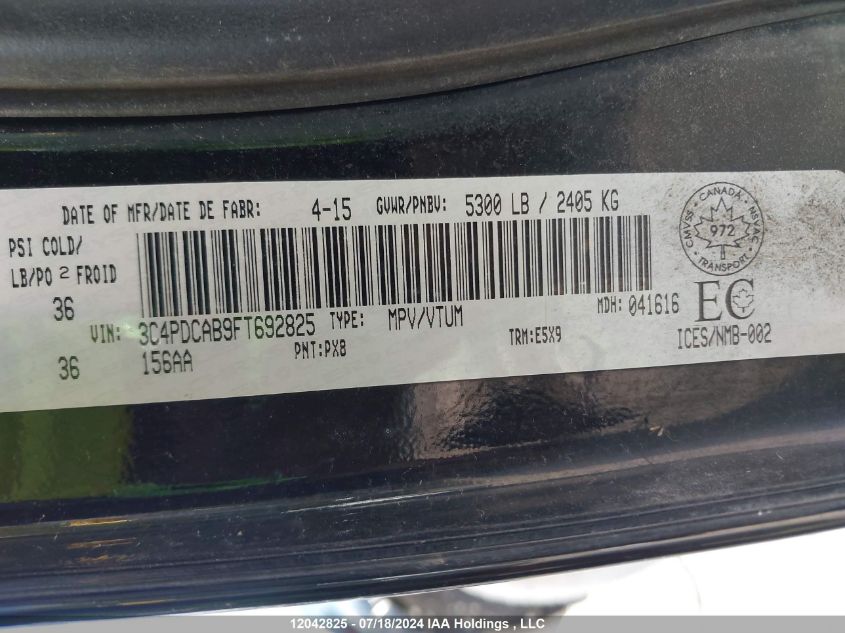 DATE OF MFR/DATE DE FABR: 4-15 GVWR/PNBV: 5300 LB / 2405 KG
PSI COLD/
LB/PO 2 FROID
36
VIN: 3C4PDCAB9FT692825 TYPE: MPV/VTUM MDH: 041616
36 156AA PNT:PX8 TRM:E5X9
CANADA
CMVSS NSVAC
972
TRANSPORT
EC
ICES/NMB-002
12042825 - 07/18/2024 IAA Holdings, LLC